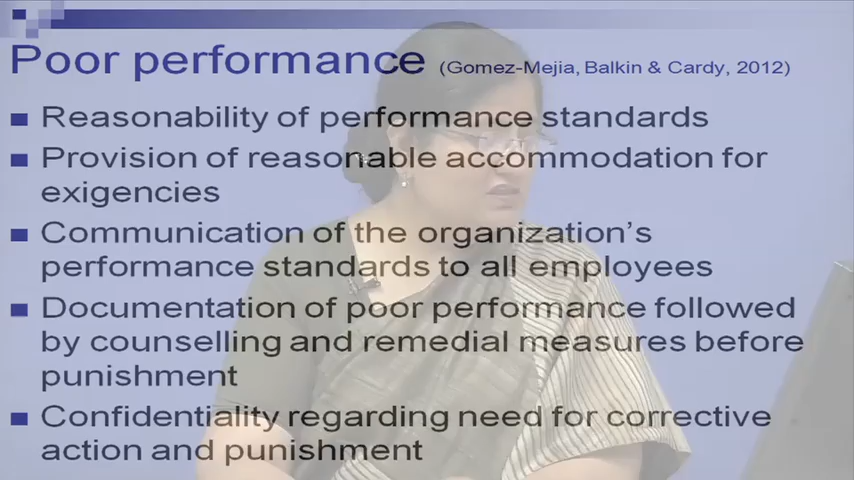 Poor performance (Gomez-Mejia, Balkin & Cardy, 2012)
Reasonability of performance standards
Provision of reasonable accommodation for
exigencies
Communication of the organization's
performance standards to all employees
Documentation of poor performance followed
by counselling and remedial measures before
punishment
Confidentiality regarding need for corrective
action and punishment